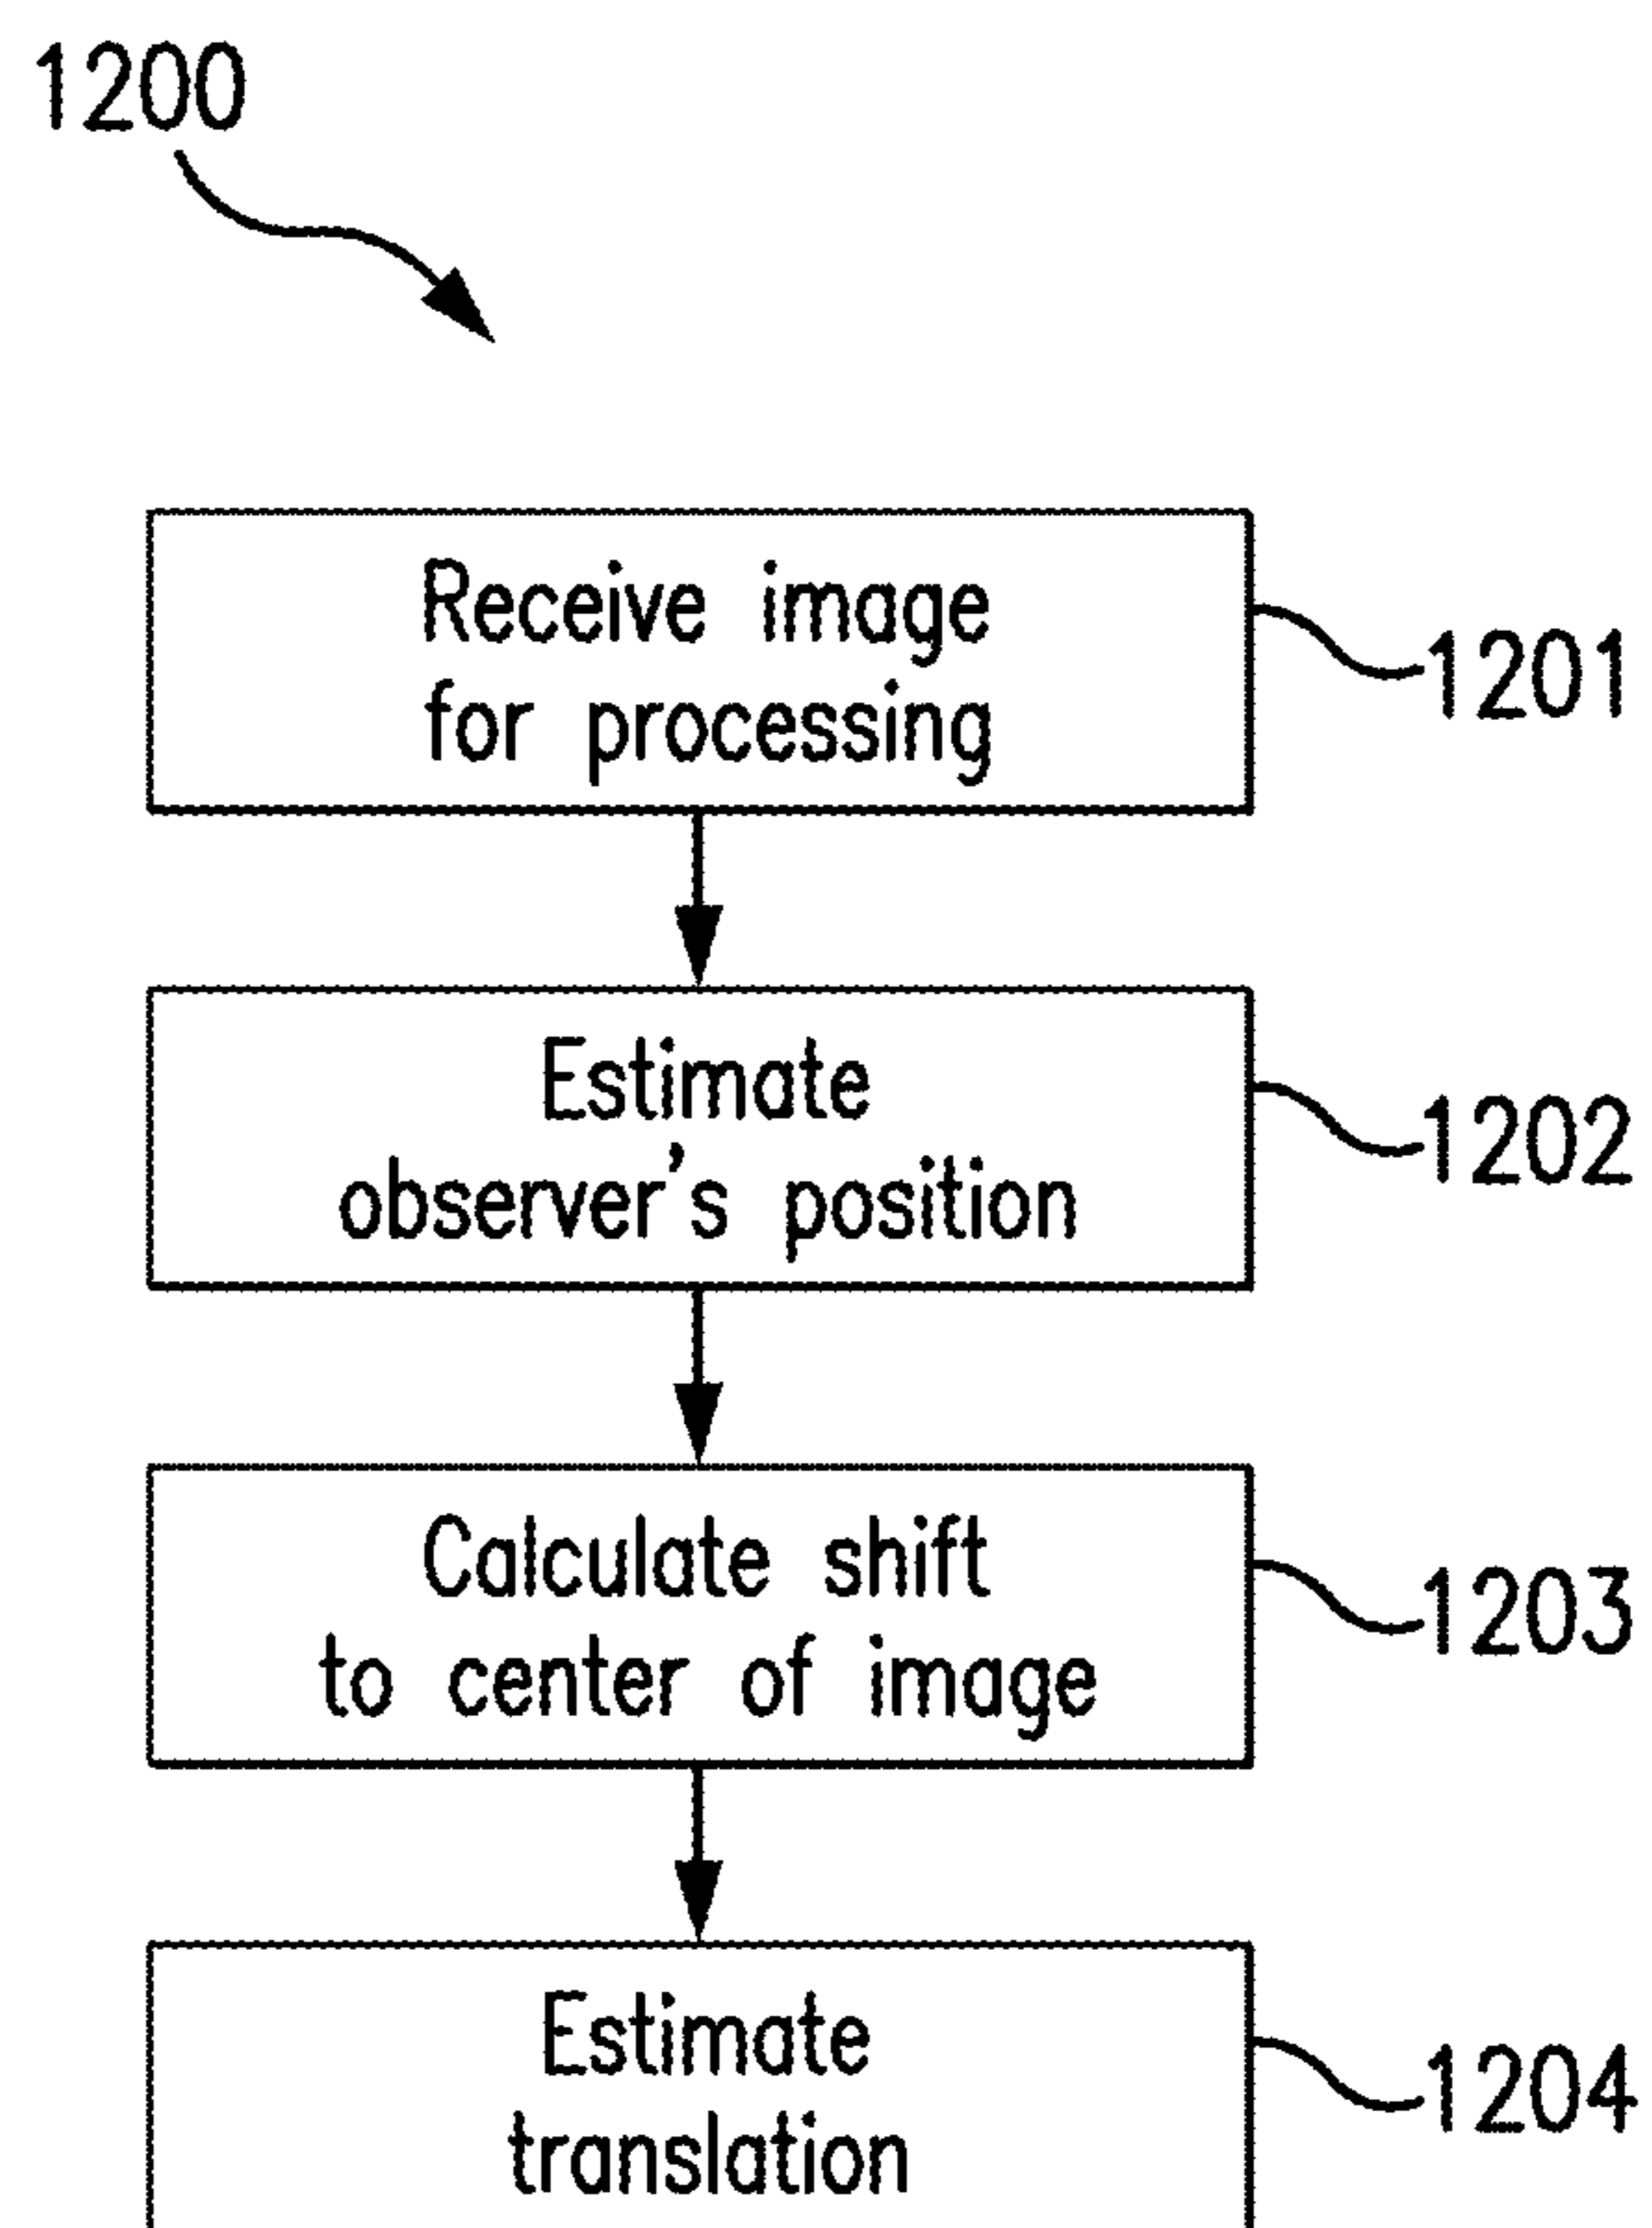 1200
Receive image
for processing
1201
Estimate
observer's position
1202
Calculate shift
to center of image
1203
Estimate
translation
1204